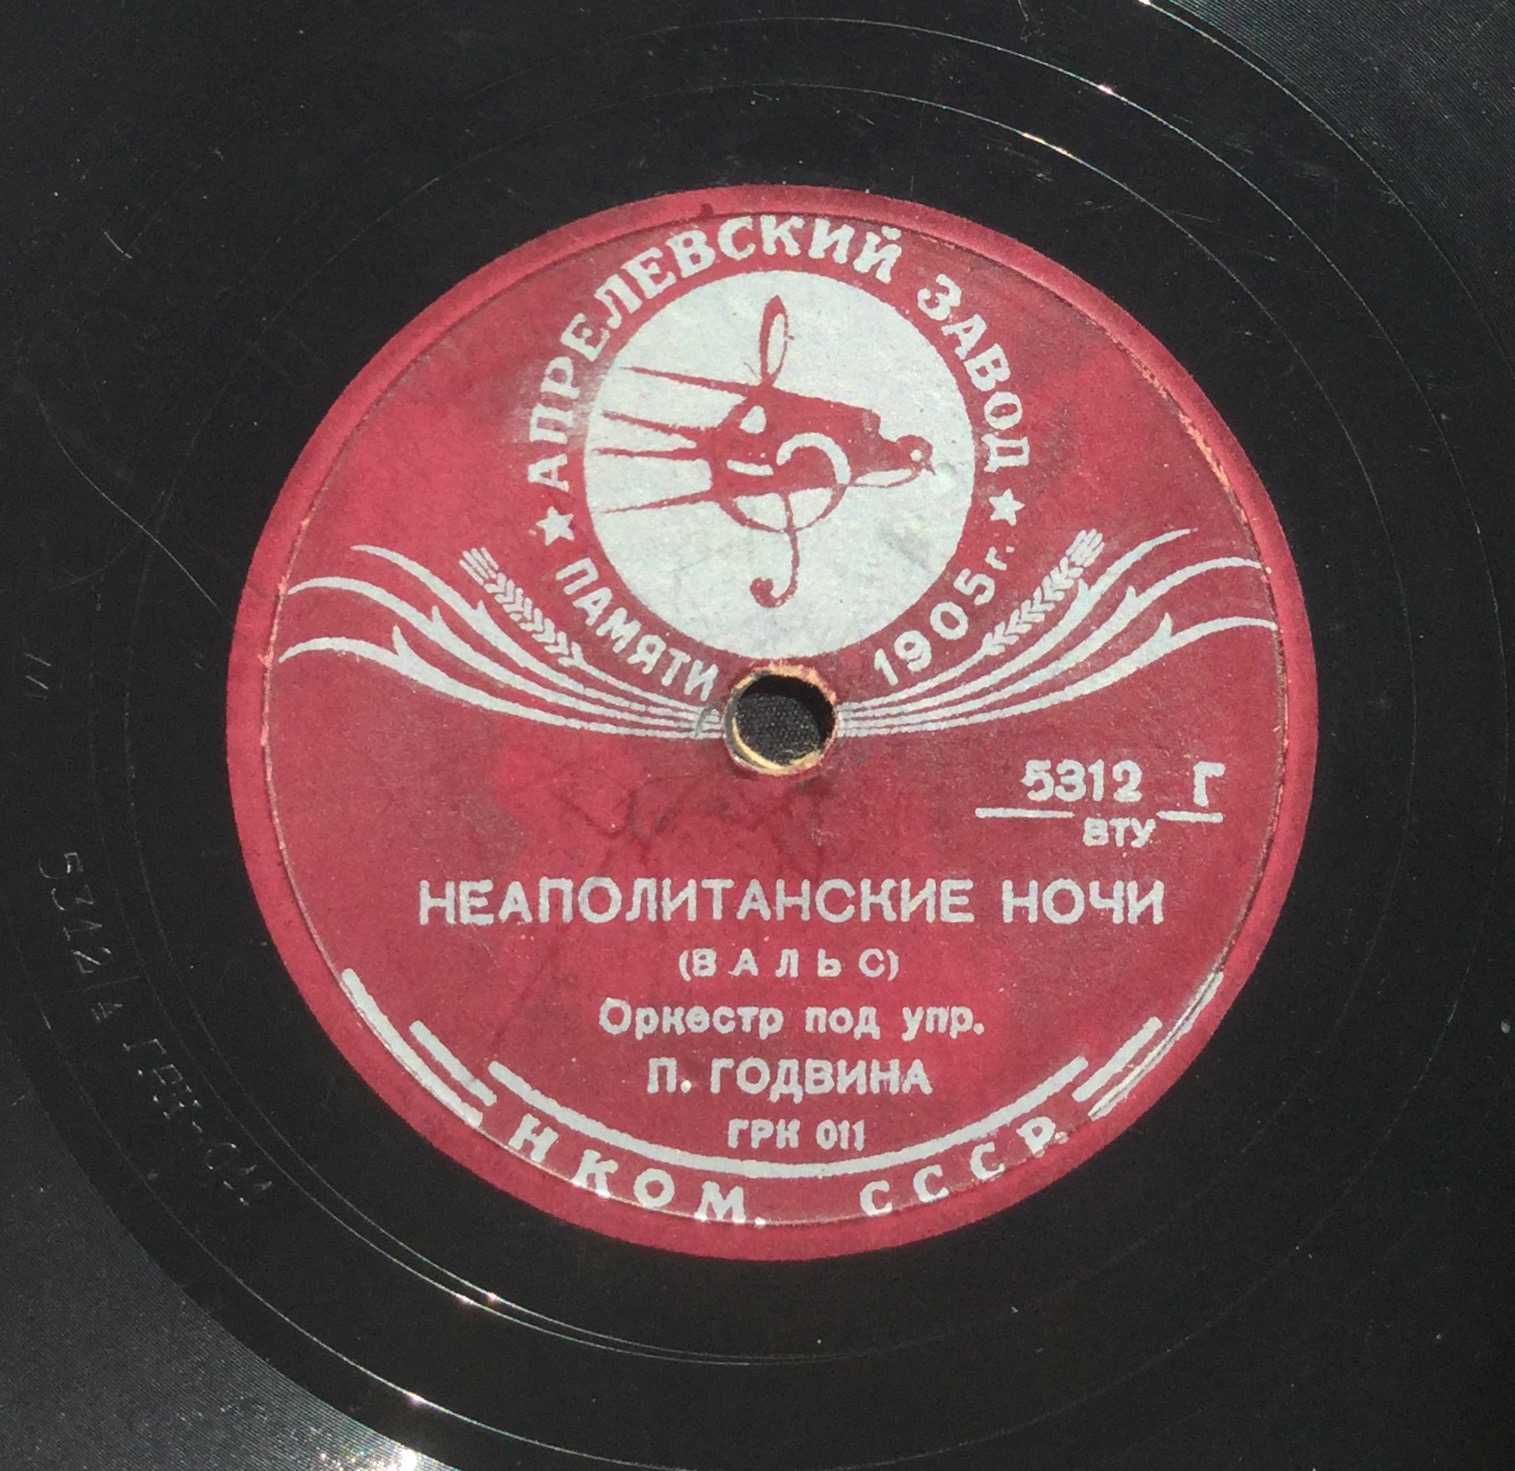 АПРЕЛЕВСКИЙ ЗАВОД
ПАМЯТИ 1905 г.
5312 Г
ВТУ
НЕАПОЛИТАНСКИЕ НОЧИ
(ВАЛЬС)
Оркестр под упр.
П. ГОДВИНА
ГРК 011
НКОМ. СССР.